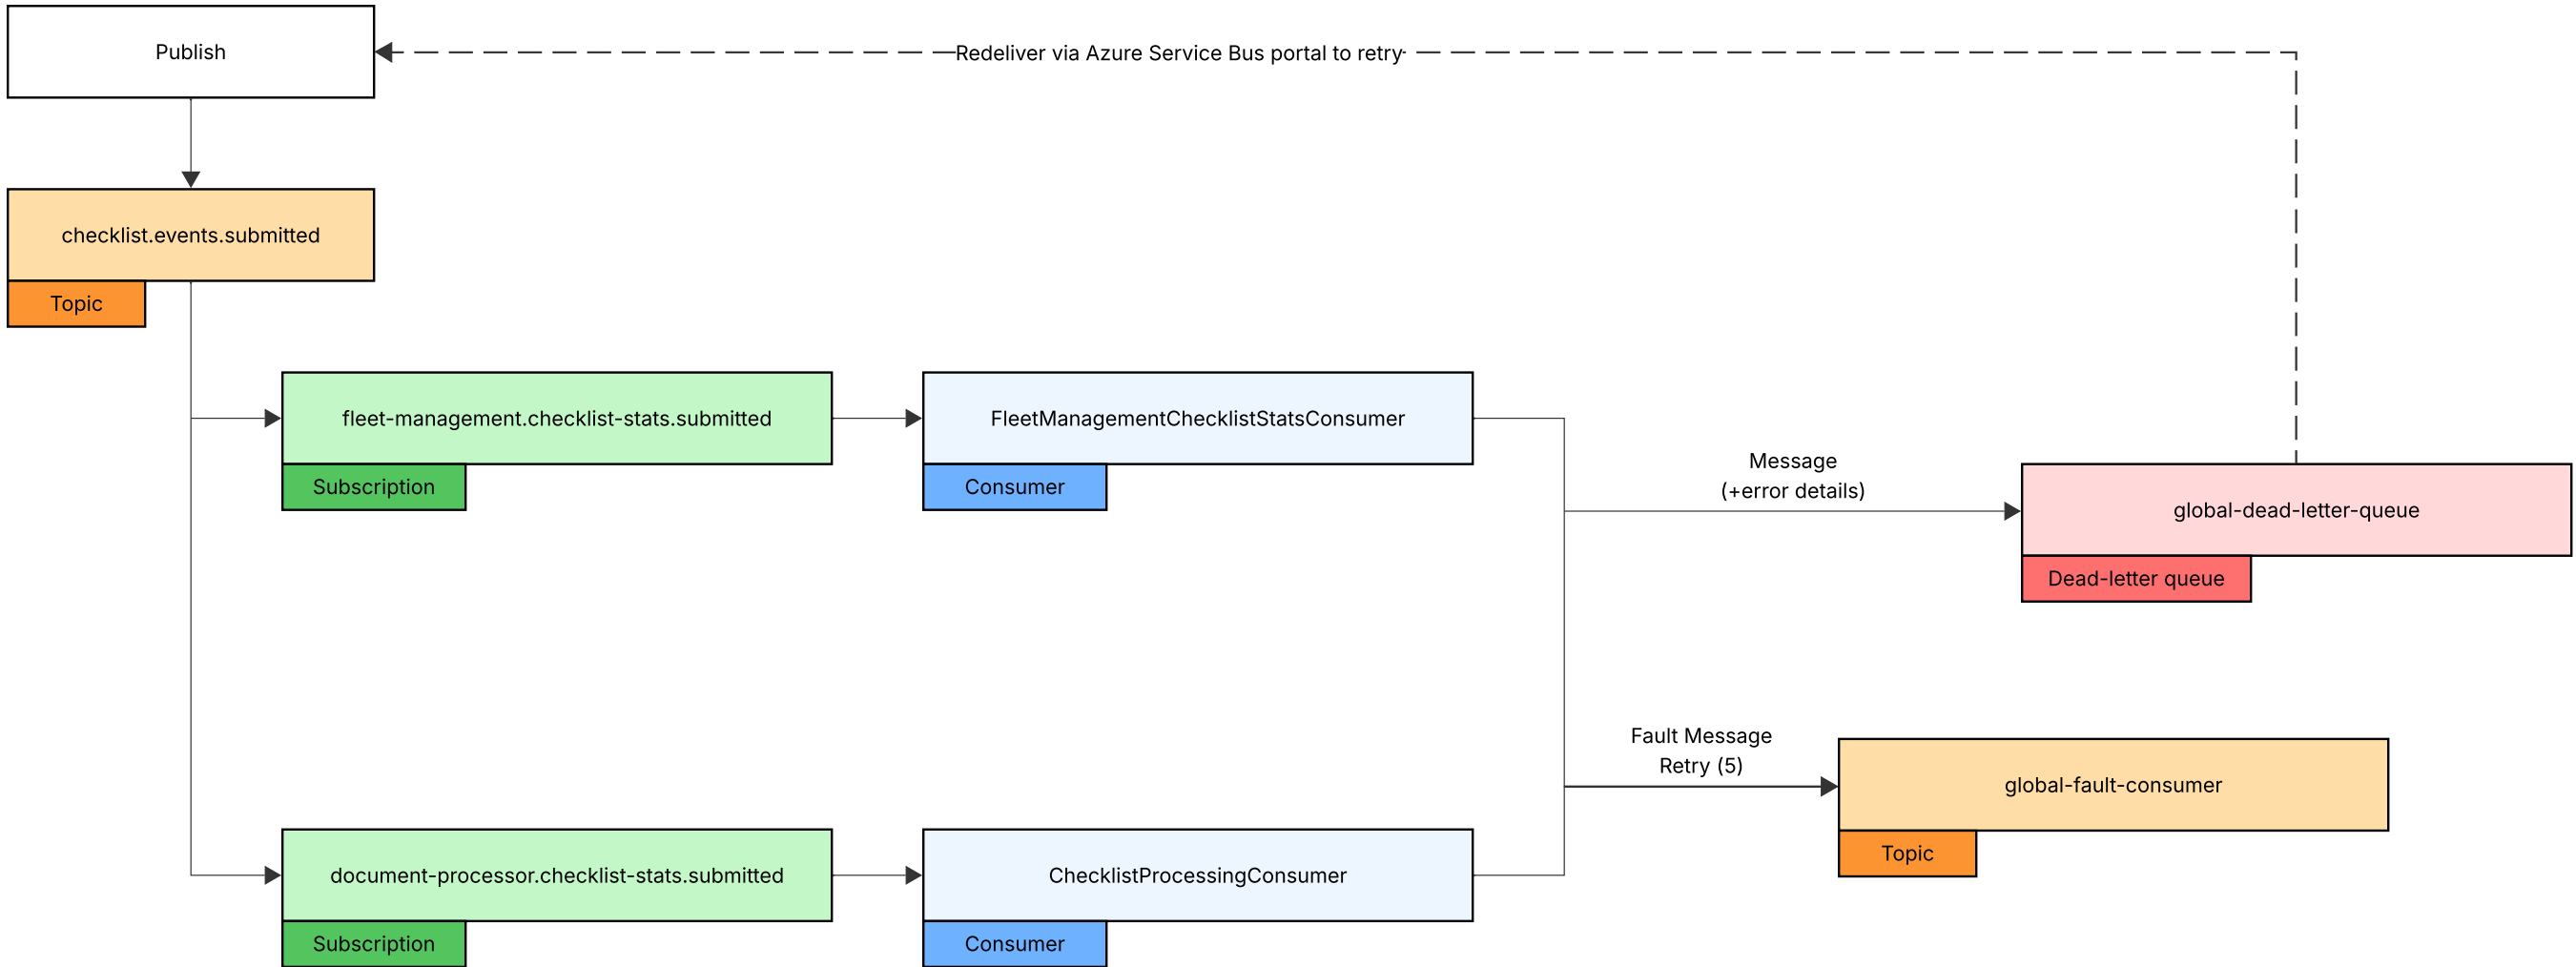 Publish
Redeliver via Azure Service Bus portal to retry
checklist.events.submitted
Topic
fleet-management.checklist-stats.submitted
Subscription
FleetManagementChecklistStatsConsumer
Consumer
Message
(+error details)
global-dead-letter-queue
Dead-letter queue
Fault Message
Retry (5)
global-fault-consumer
Topic
document-processor.checklist-stats.submitted
Subscription
ChecklistProcessingConsumer
Consumer